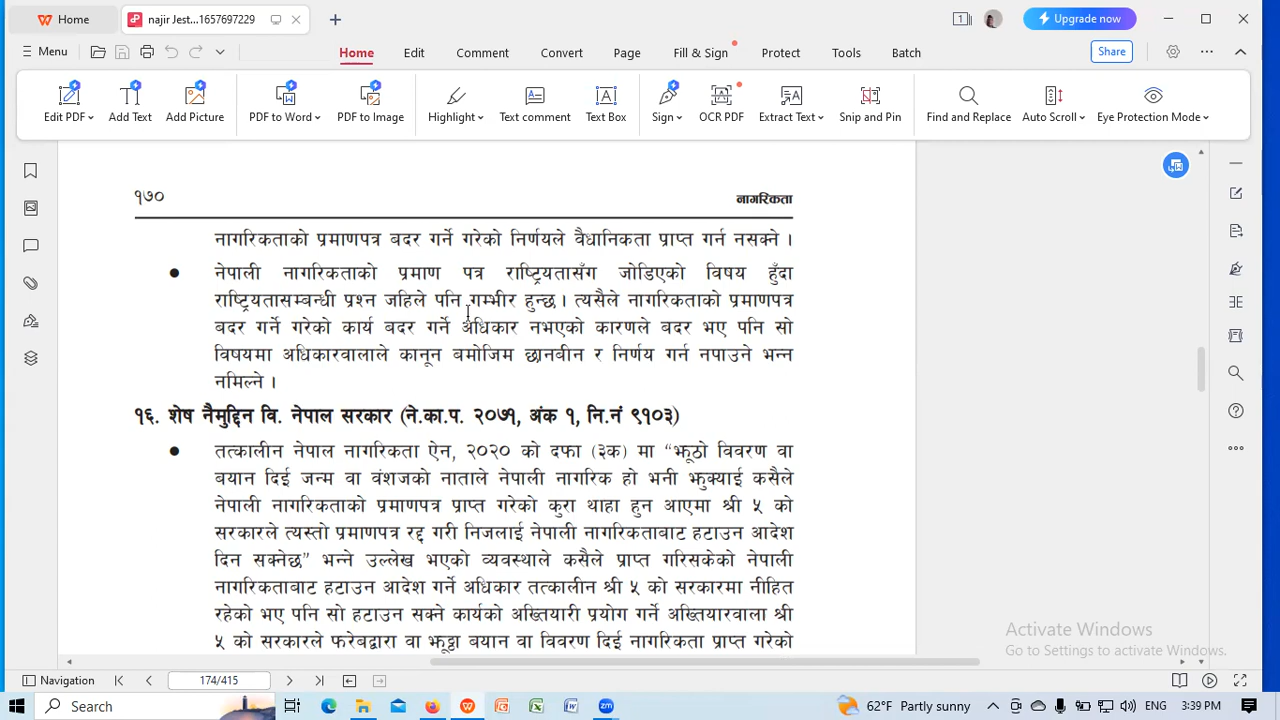 Home
najir Jest...1657697229
1
Upgrade now
Menu
Home
Edit
Comment
Convert
Page
Fill & Sign
Protect
Tools
Batch
Share
Edit PDF
Add Text
Add Picture
PDF to Word
PDF to Image
Highlight
Text comment
Text Box
Sign
OCR PDF
Extract Text
Snip and Pin
Find and Replace
Auto Scroll
Eye Protection Mode
१७०
नागरिकता
नागरिकताको प्रमाणपत्र बदर गर्ने गरेको निर्णयले वैधानिकता प्राप्त गर्न नसक्ने ।
● नेपाली नागरिकताको प्रमाण पत्र राष्ट्रियतासँग जोडिएको विषय हुँदा
राष्ट्रियतासम्बन्धी प्रश्न जहिले पनि गम्भीर हुन्छ। त्यसैले नागरिकताको प्रमाणपत्र
बदर गर्ने गरेको कार्य बदर गर्ने अधिकार नभएको कारणले बदर भए पनि सो
विषयमा अधिकारवालाले कानून बमोजिम छानबीन र निर्णय गर्न नपाउने भन्न
नमिल्ने ।
१६. शेष नैमुद्दिन वि. नेपाल सरकार (ने.का.प. २०७१, अंक १, नि.नं ९१०३)
● तत्कालीन नेपाल नागरिकता ऐन, २०२० को दफा (३क) मा “झूठो विवरण वा
बयान दिई जन्म वा वंशजको नाताले नेपाली नागरिक हो भनी झुक्याई कसैले
नेपाली नागरिकताको प्रमाणपत्र प्राप्त गरेको कुरा थाहा हुन आएमा श्री ५ को
सरकारले त्यस्तो प्रमाणपत्र रद्द गरी निजलाई नेपाली नागरिकताबाट हटाउन आदेश
दिन सक्नेछ” भन्ने उल्लेख भएको व्यवस्थाले कसैले प्राप्त गरिसकेको नेपाली
नागरिकताबाट हटाउन आदेश गर्ने अधिकार तत्कालीन श्री ५ को सरकारमा नीहित
रहेको भए पनि सो हटाउन सक्ने कार्यको अख्तियारी प्रयोग गर्ने अख्तियारवाला श्री
५ को सरकारले फरेबद्वारा वा झूठ्ठा बयान वा विवरण दिई नागरिकता प्राप्त गरेको
Activate Windows
Go to Settings to activate Windows.
Navigation
174/415
Search
62°F Partly sunny
ENG
3:39 PM